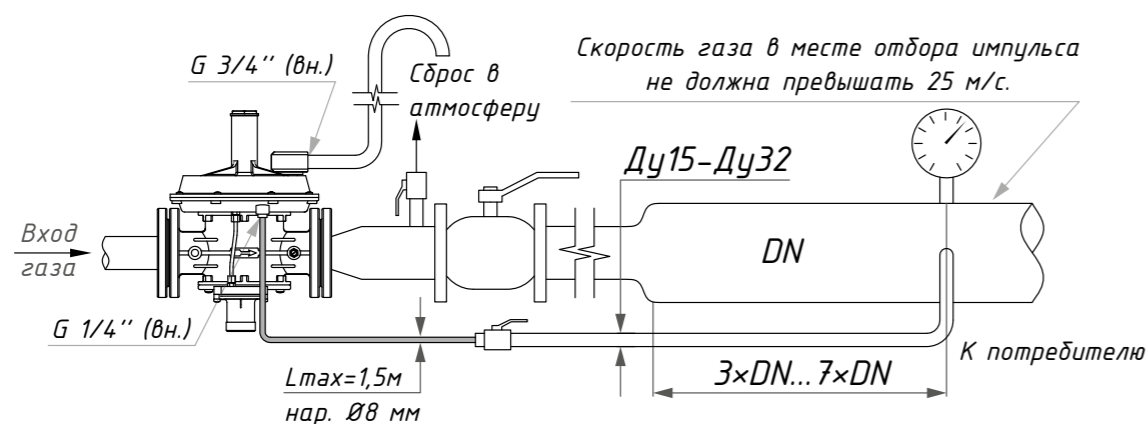 G 3/4'' (вн.)
Сброс в
атмосферу
Скорость газа в месте отбора импульса
не должна превышать 25 м/с.
Ду15-Ду32
Вход
газа
DN
G 1/4'' (вн.)
Lmax=1,5м
нар. Ø8 мм
3×DN...7×DN
К потребителю